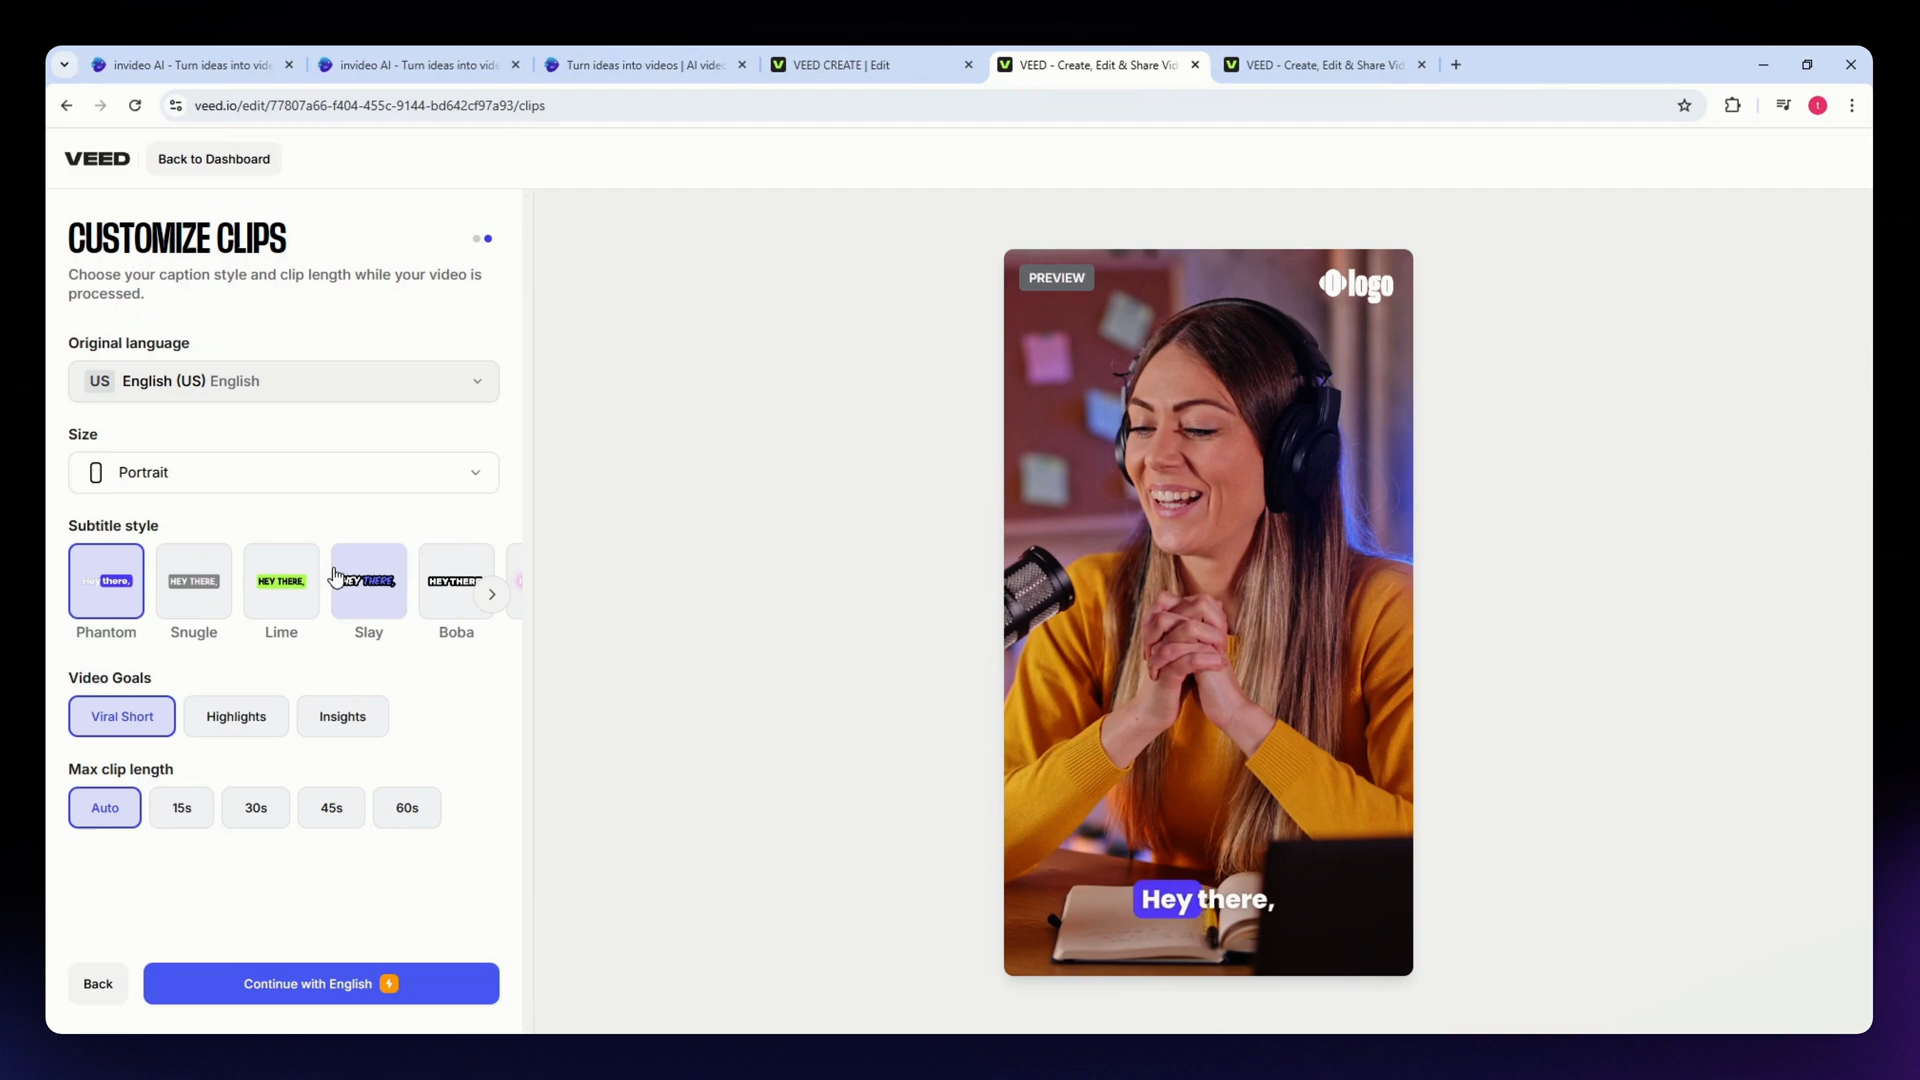 invideo AI - Turn ideas into vide
invideo AI - Turn ideas into vide
Turn ideas into videos | AI video
VEED CREATE | Edit
VEED - Create, Edit & Share Vid
VEED - Create, Edit & Share Vid
veed.io/edit/77807a66-f404-455c-9144-bd642cf97a93/clips
t
VEED
Back to Dashboard
CUSTOMIZE CLIPS
Choose your caption style and clip length while your video is
processed.
Original language
US English (US) English
Size
Portrait
Subtitle style
Hey there,
HEY THERE,
HEY THERE,
HEY THERE,
HEY THERE
Phantom
Snugle
Lime
Slay
Boba
Video Goals
Viral Short
Highlights
Insights
Max clip length
Auto
15s
30s
45s
60s
Back
Continue with English
PREVIEW
logo
Hey there,